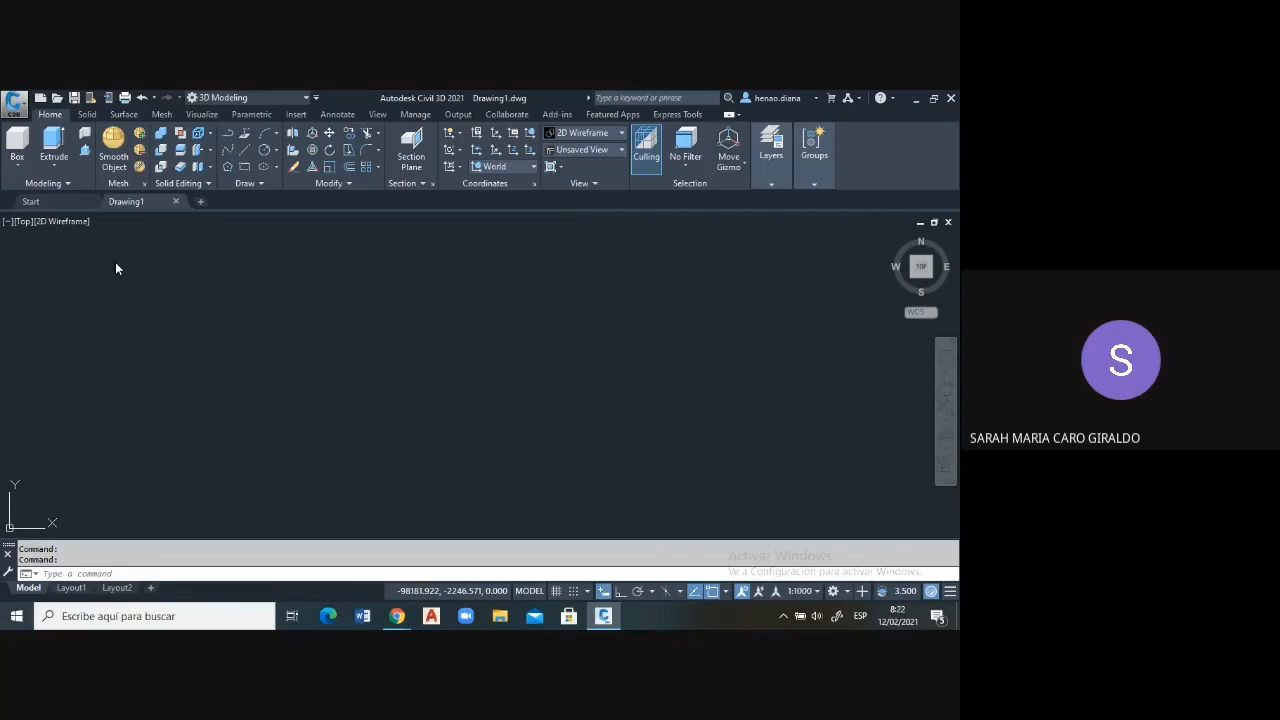 3D Modeling Autodesk Civil 3D 2021 Drawing1.dwg Type a keyword or phrase henao.diana
C3D Home Solid Surface Mesh Visualize Parametric Insert Annotate View Manage Output Collaborate Add-ins Featured Apps Express Tools
2D Wireframe
Unsaved View
Box Extrude Smooth Object Section Plane Culling No Filter Move Gizmo Layers Groups
World
Modeling Mesh Solid Editing Draw Modify Section Coordinates View Selection
Start Drawing1
[−][Top][2D Wireframe]
N
W TOP E
S
WCS
Y
X
SARAH MARIA CARO GIRALDO
S
Command:
Command:
Type a command
Activar Windows
Ve a Configuración para activar Windows.
Model Layout1 Layout2 -98181.922, -2246.571, 0.000 MODEL 1:1000 3.500
Escribe aquí para buscar ESP 8:22
12/02/2021 5